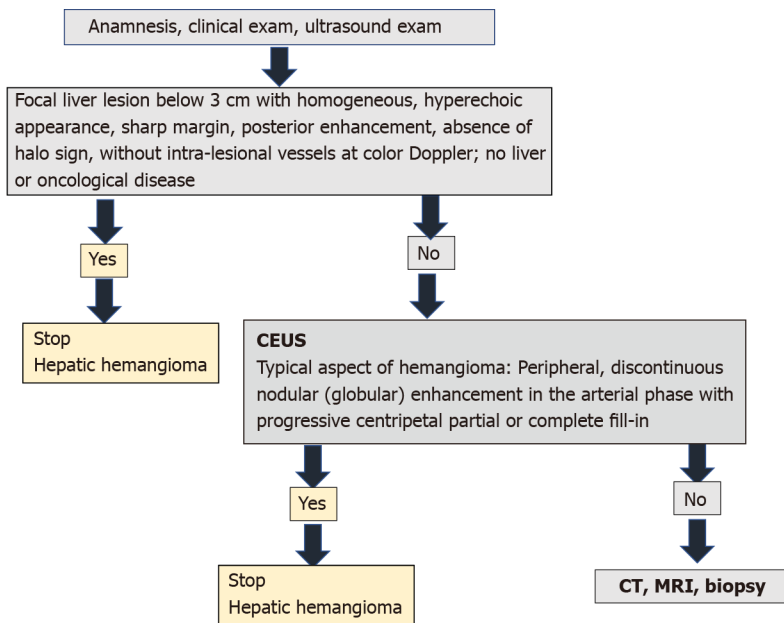 Anamnesis, clinical exam, ultrasound exam
Focal liver lesion below 3 cm with homogeneous, hyperechoic
appearance, sharp margin, posterior enhancement, absence of
halo sign, without intra-lesional vessels at color Doppler; no liver
or oncological disease
Yes
No
Stop
Hepatic hemangioma
CEUS
Typical aspect of hemangioma: Peripheral, discontinuous
nodular (globular) enhancement in the arterial phase with
progressive centripetal partial or complete fill-in
Yes
No
Stop
Hepatic hemangioma
CT, MRI, biopsy